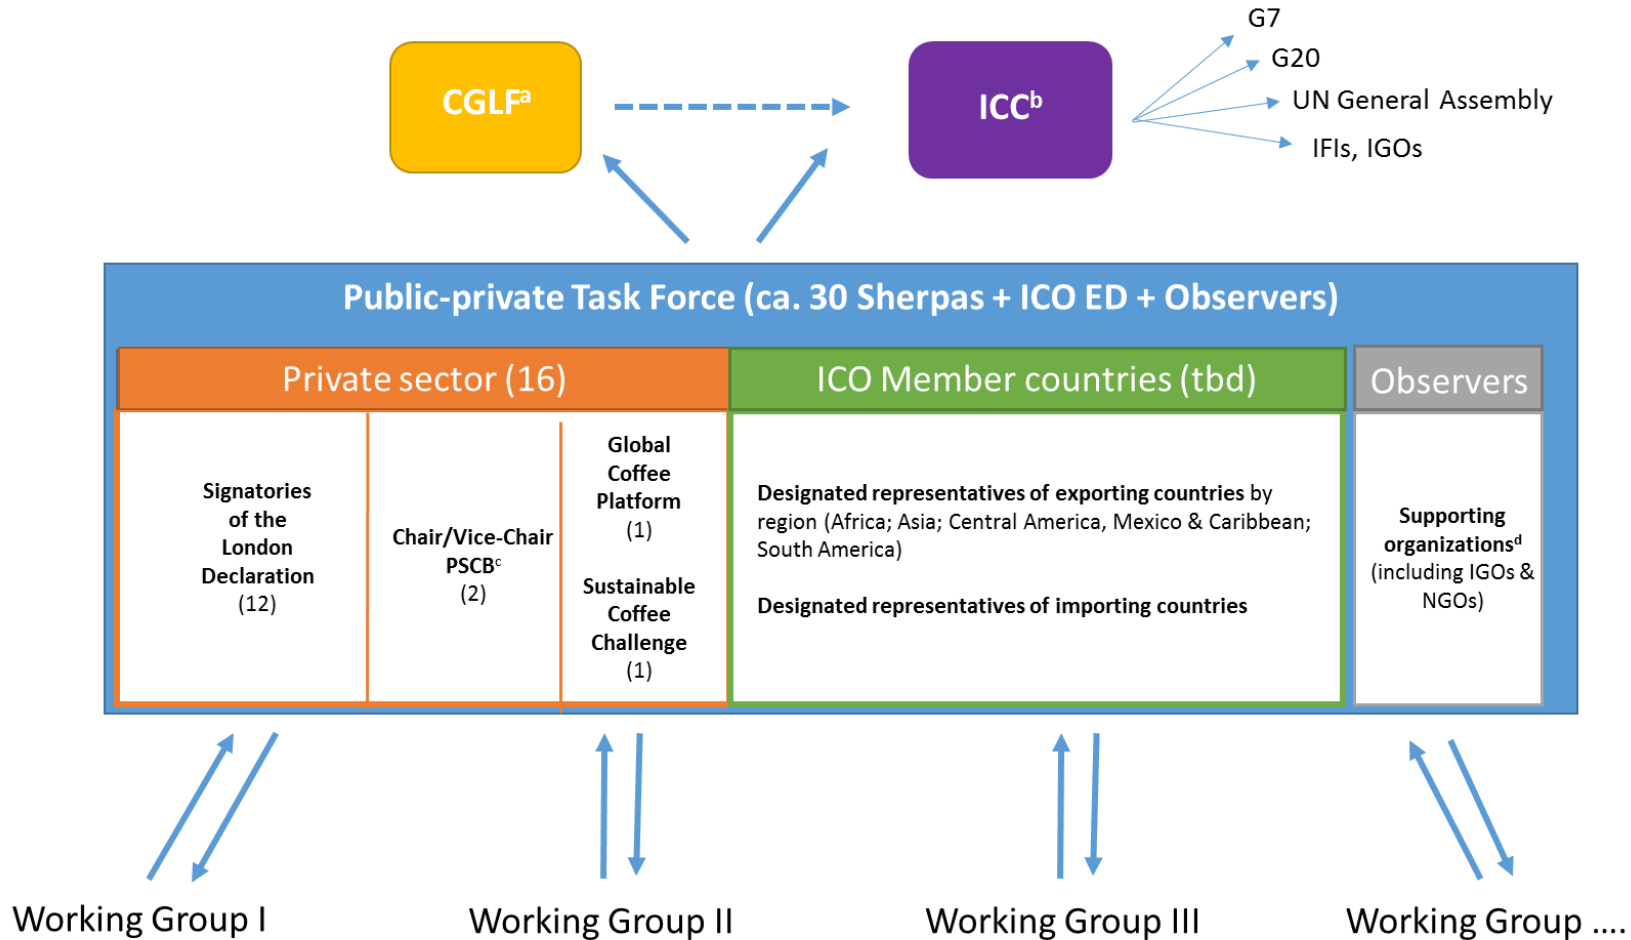 G7
G20
UN General Assembly
IFIs, IGOs
CGLFᵃ
ICCᵇ
Public-private Task Force (ca. 30 Sherpas + ICO ED + Observers)
Private sector (16)
ICO Member countries (tbd)
Observers
Signatories
of the
London
Declaration
(12)
Chair/Vice-Chair
PSCBᶜ
(2)
Global
Coffee
Platform
(1)
Sustainable
Coffee
Challenge
(1)
Designated representatives of exporting countries by
region (Africa; Asia; Central America, Mexico & Caribbean;
South America)
Designated representatives of importing countries
Supporting
organizationsᵈ
(including IGOs &
NGOs)
Working Group I
Working Group II
Working Group III
Working Group ....